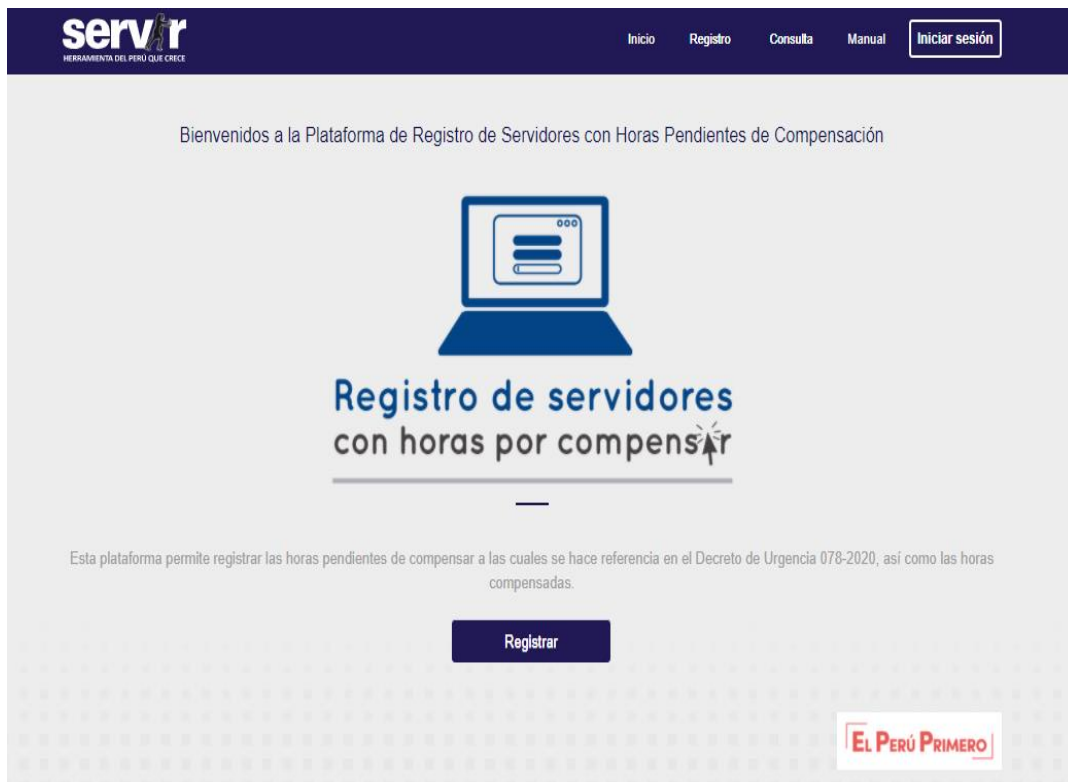 servir
HERRAMIENTA DEL PERÚ QUE CRECE
Inicio
Registro
Consulta
Manual
Iniciar sesión
Bienvenidos a la Plataforma de Registro de Servidores con Horas Pendientes de Compensación
Registro de servidores
con horas por compensar
Esta plataforma permite registrar las horas pendientes de compensar a las cuales se hace referencia en el Decreto de Urgencia 078-2020, así como las horas
compensadas.
Registrar
EL PERÚ PRIMERO